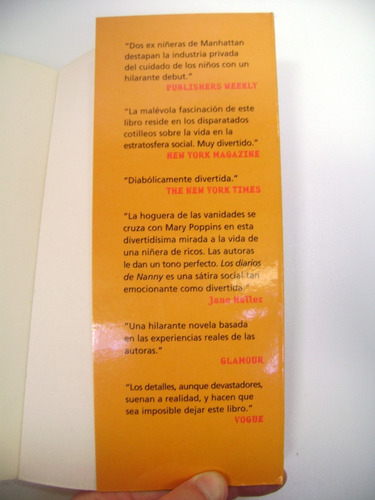 “Dos ex niñeras de Manhattan
destapan la industria privada
del cuidado de los niños con un
hilarante debut.”
PUBLISHERS WEEKLY
“La malévola fascinación de este
libro reside en los disparatados
cotilleos sobre la vida en la
estratosfera social. Muy divertido.”
NEW YORK MAGAZINE
“Diabólicamente divertida.”
THE NEW YORK TIMES
“La hoguera de las vanidades se
cruza con Mary Poppins en esta
divertidísima mirada a la vida de
una niñera de ricos. Las autoras
le dan un tono perfecto. Los diarios
de Nanny es una sátira social tan
emocionante como divertida.”
Jane Heller
“Una hilarante novela basada
en las experiencias reales de las
autoras.”
GLAMOUR
“Los detalles, aunque devastadores,
suenan a realidad, y hacen que
sea imposible dejar este libro.”
VOGUE